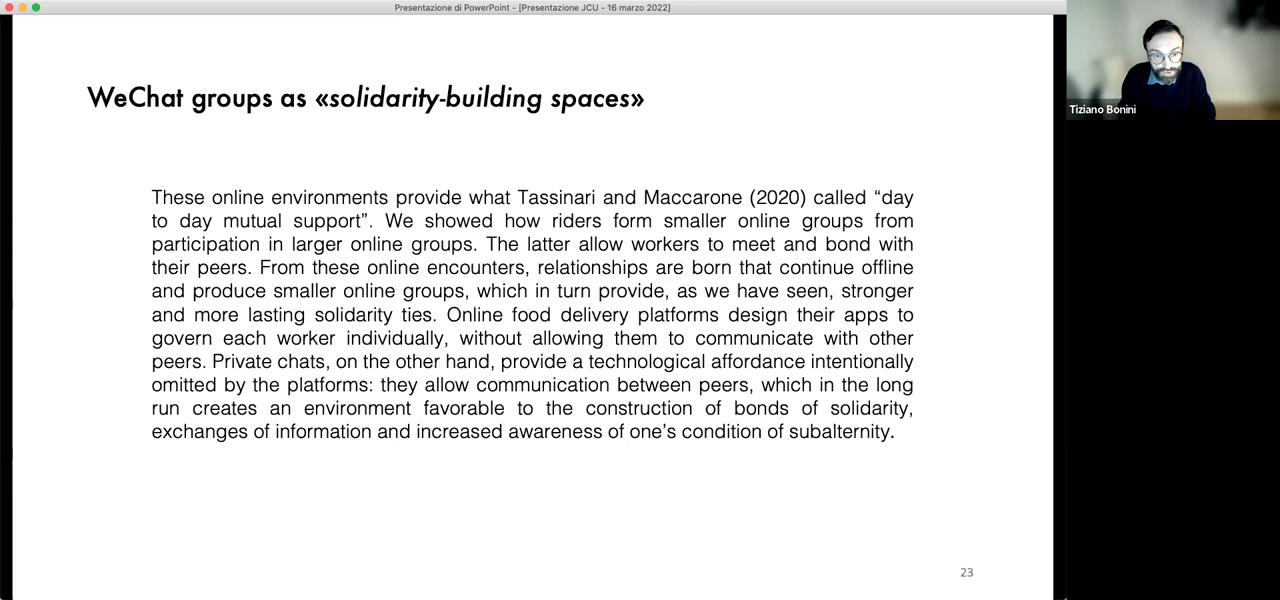 Presentazione di PowerPoint - [Presentazione JCU - 16 marzo 2022]
WeChat groups as «solidarity-building spaces»
Tiziano Bonini
These online environments provide what Tassinari and Maccarone (2020) called “day
to day mutual support”. We showed how riders form smaller online groups from
participation in larger online groups. The latter allow workers to meet and bond with
their peers. From these online encounters, relationships are born that continue offline
and produce smaller online groups, which in turn provide, as we have seen, stronger
and more lasting solidarity ties. Online food delivery platforms design their apps to
govern each worker individually, without allowing them to communicate with other
peers. Private chats, on the other hand, provide a technological affordance intentionally
omitted by the platforms: they allow communication between peers, which in the long
run creates an environment favorable to the construction of bonds of solidarity,
exchanges of information and increased awareness of one’s condition of subalternity.
23